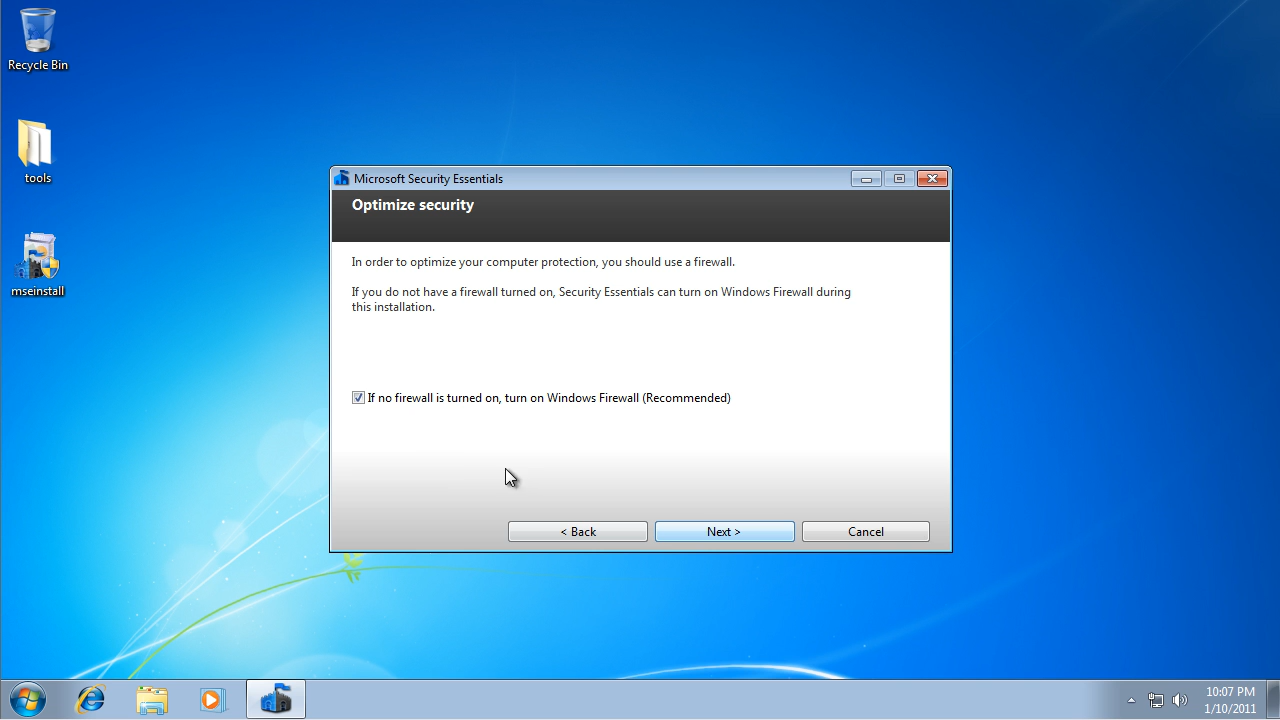 Recycle Bin
tools
mseinstall
Microsoft Security Essentials
Optimize security
In order to optimize your computer protection, you should use a firewall.
If you do not have a firewall turned on, Security Essentials can turn on Windows Firewall during
this installation.
If no firewall is turned on, turn on Windows Firewall (Recommended)
< Back
Next >
Cancel
10:07 PM
1/10/2011